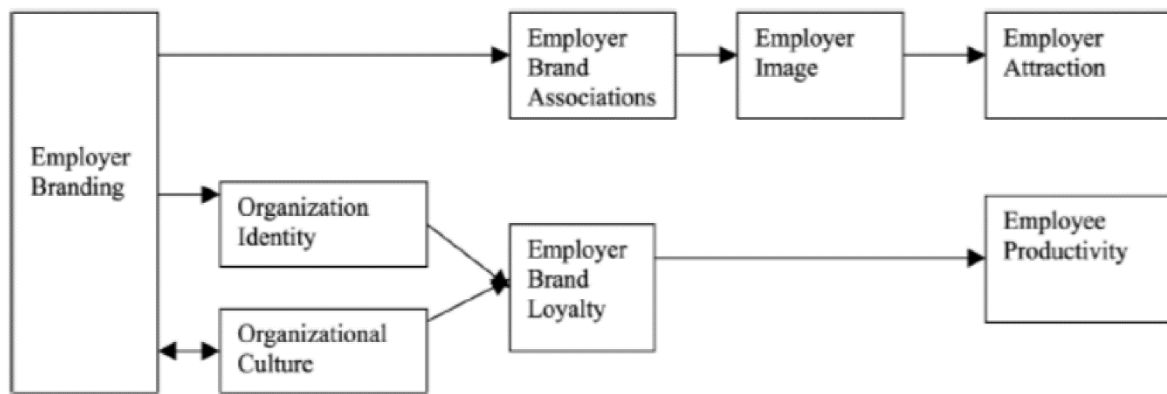 Employer
Branding
Employer
Brand
Associations
Employer
Image
Employer
Attraction
Organization
Identity
Organizational
Culture
Employer
Brand
Loyalty
Employee
Productivity